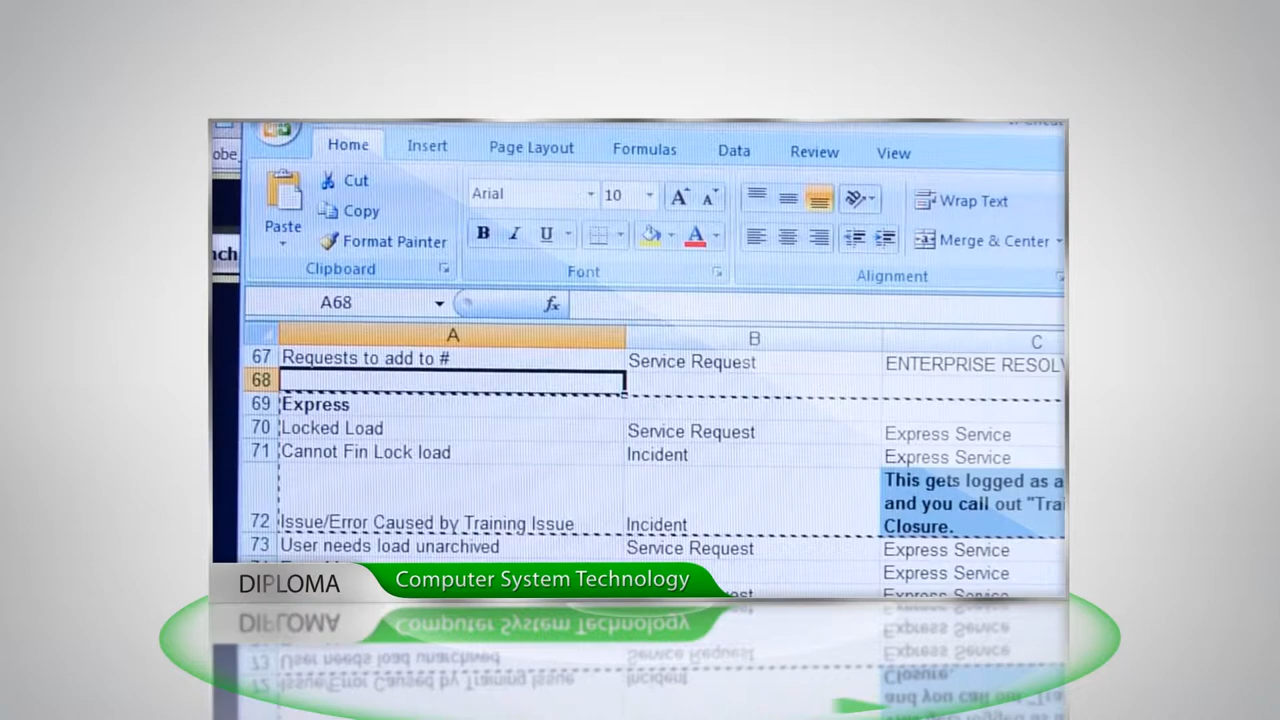 Home Insert Page Layout Formulas Data Review View
Cut
Arial 10 A A Wrap Text
Copy
Paste
B I U A Merge & Center
Format Painter
Clipboard Font Alignment
A68 fx
A B C
67 Requests to add to # Service Request ENTERPRISE
68
69 Express
70 Locked Load Service Request Express Service
71 Cannot Fin Lock load Incident Express Service
This gets logged as a
and you call out
72 Issue/Error Caused by Training Issue Incident Closure.
73 User needs load unarchived Service Request Express Service
Express Service
DIPLOMA Computer System Technology